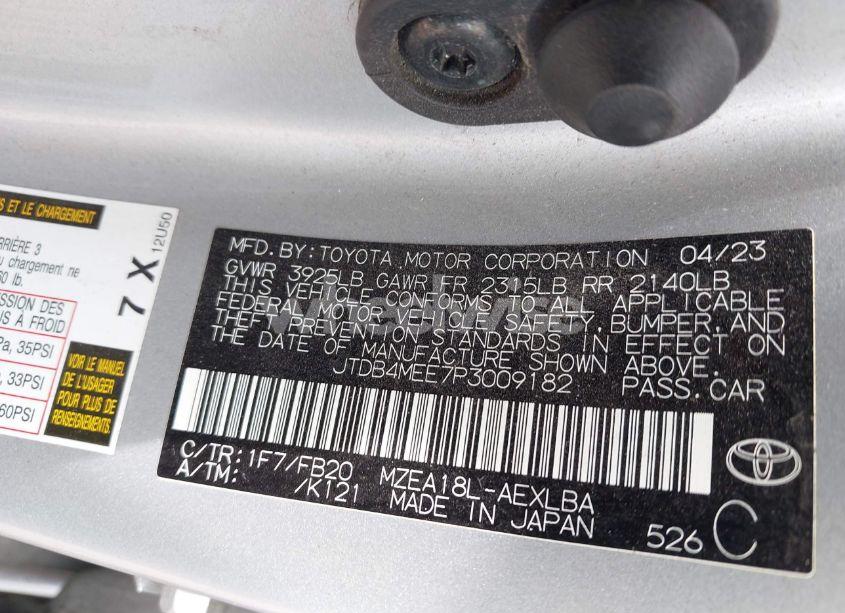 S ET LE CHARGEMENT
RRIÈRE 3
u chargement ne
60 lb.
SSION DES
S À FROID
Pa, 35PSI
, 33PSI
60PSI
VOIR LE MANUEL
DE L'USAGER
POUR PLUS DE
RENSEIGNEMENTS.
7 X 12U50
MFD. BY: TOYOTA MOTOR CORPORATION 04/23
GVWR 3925LB GAWR FR 2315LB RR 2140LB
THIS VEHICLE CONFORMS TO ALL APPLICABLE
FEDERAL MOTOR VEHICLE SAFETY, BUMPER, AND
THEFT PREVENTION STANDARDS IN EFFECT ON
THE DATE OF MANUFACTURE SHOWN ABOVE.
JTDB4MEE7P3009182 PASS. CAR
C/TR: 1F7/FB20 MZEA18L-AEXLBA
A/TM: /K121 MADE IN JAPAN
526 C